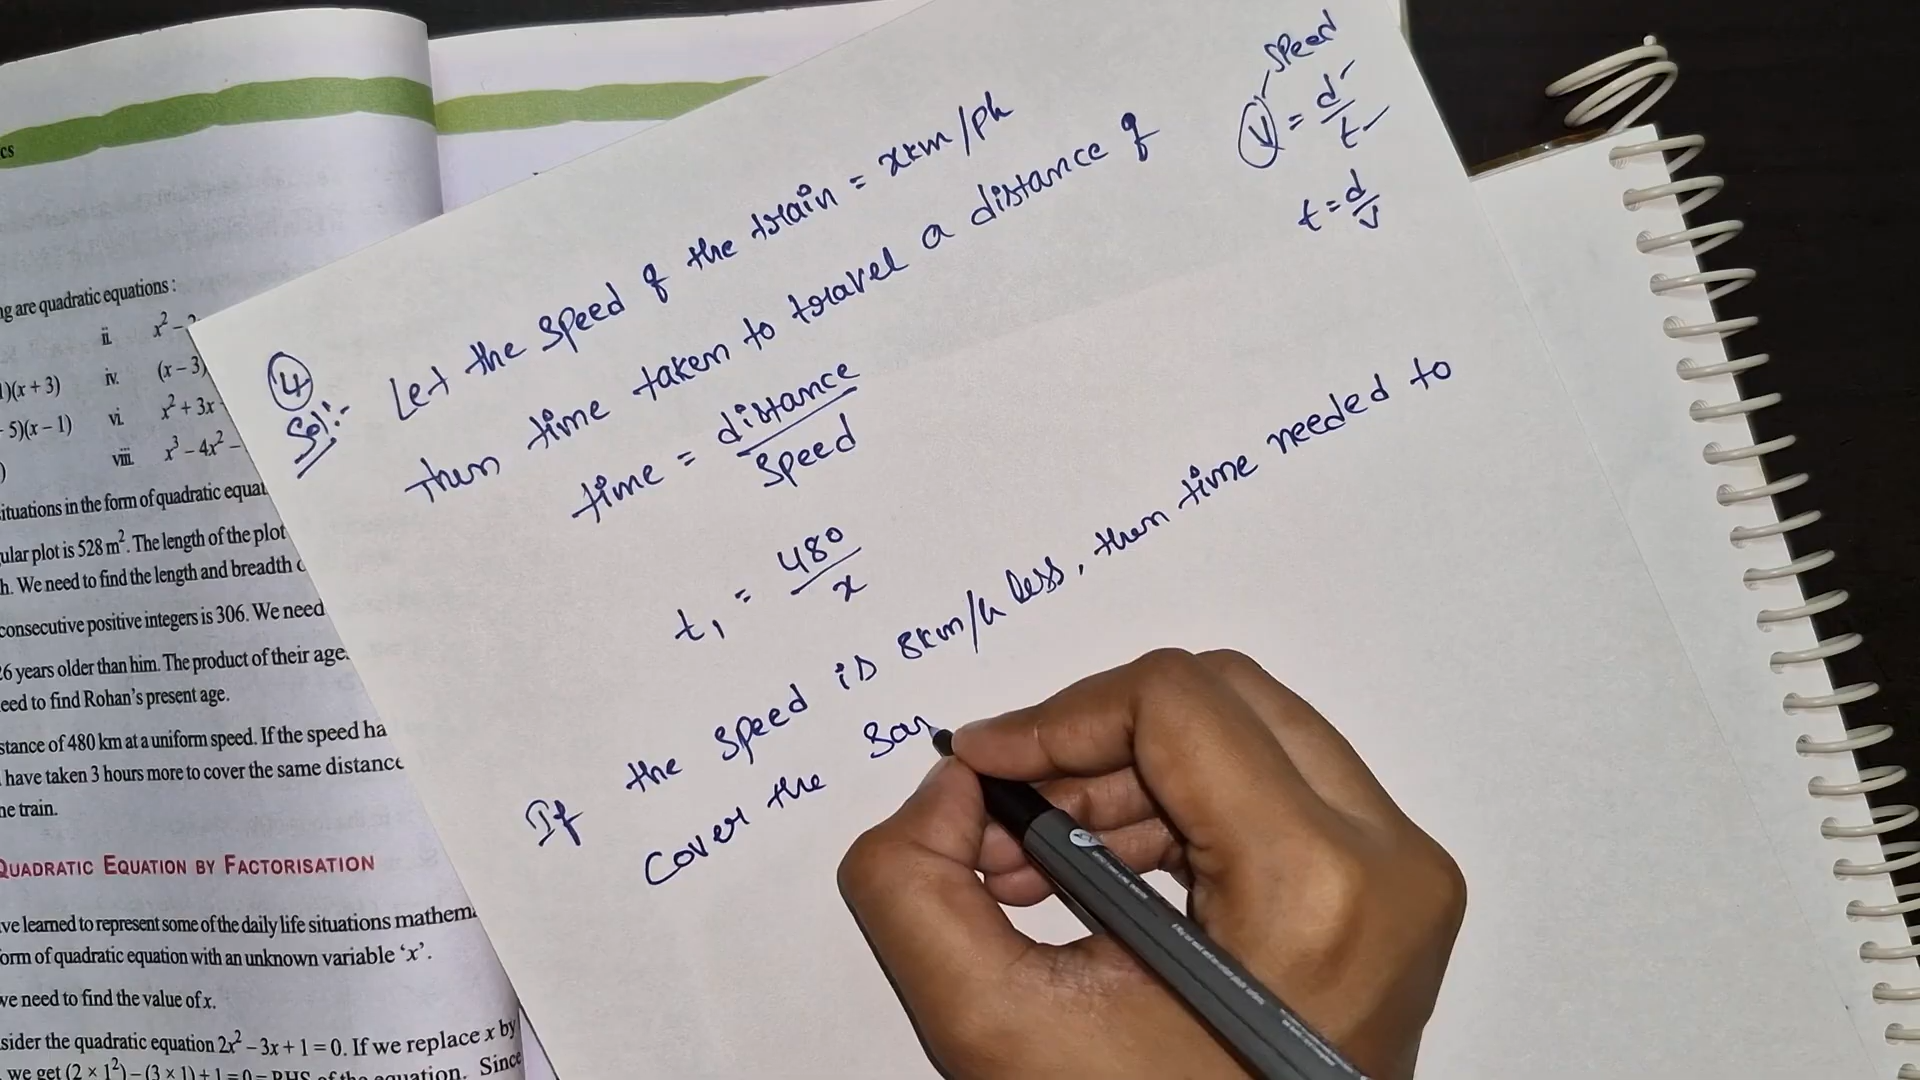 cs
ng are quadratic equations :
ii. x² – 2
)(x + 3) iv. (x – 3)
– 5)(x – 1) vi. x² + 3x
) viii. x³ – 4x² –
ituations in the form of quadratic equat
ular plot is 528 m². The length of the plot
h. We need to find the length and breadth
consecutive positive integers is 306. We need
26 years older than him. The product of their age
eed to find Rohan's present age.
stance of 480 km at a uniform speed. If the speed ha
have taken 3 hours more to cover the same distance
he train.
QUADRATIC EQUATION BY FACTORISATION
ve learned to represent some of the daily life situations mathema
orm of quadratic equation with an unknown variable 'x'.
we need to find the value of x.
sider the quadratic equation 2x² – 3x + 1 = 0. If we replace x by
we get (2 × 1²) – (3 × 1) + 1 = 0 = RHS of the equation. Since
4
Sol:- Let the speed of the train = xkm/ph
Then time taken to travel a distance of
time = distance/speed
t₁ = 480/x
If the speed is 8km/h less, then time needed to
cover the sam
speed
v = d/t
t = d/v